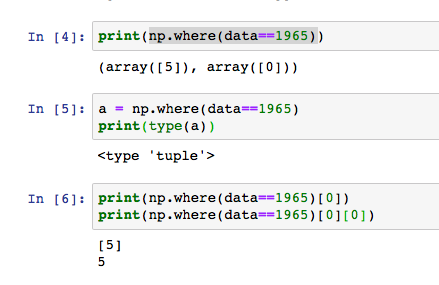 In [4]: print(np.where(data==1965))
(array([5]), array([0]))
In [5]: a = np.where(data==1965)
print(type(a))
<type 'tuple'>
In [6]: print(np.where(data==1965)[0])
print(np.where(data==1965)[0][0])
[5]
5